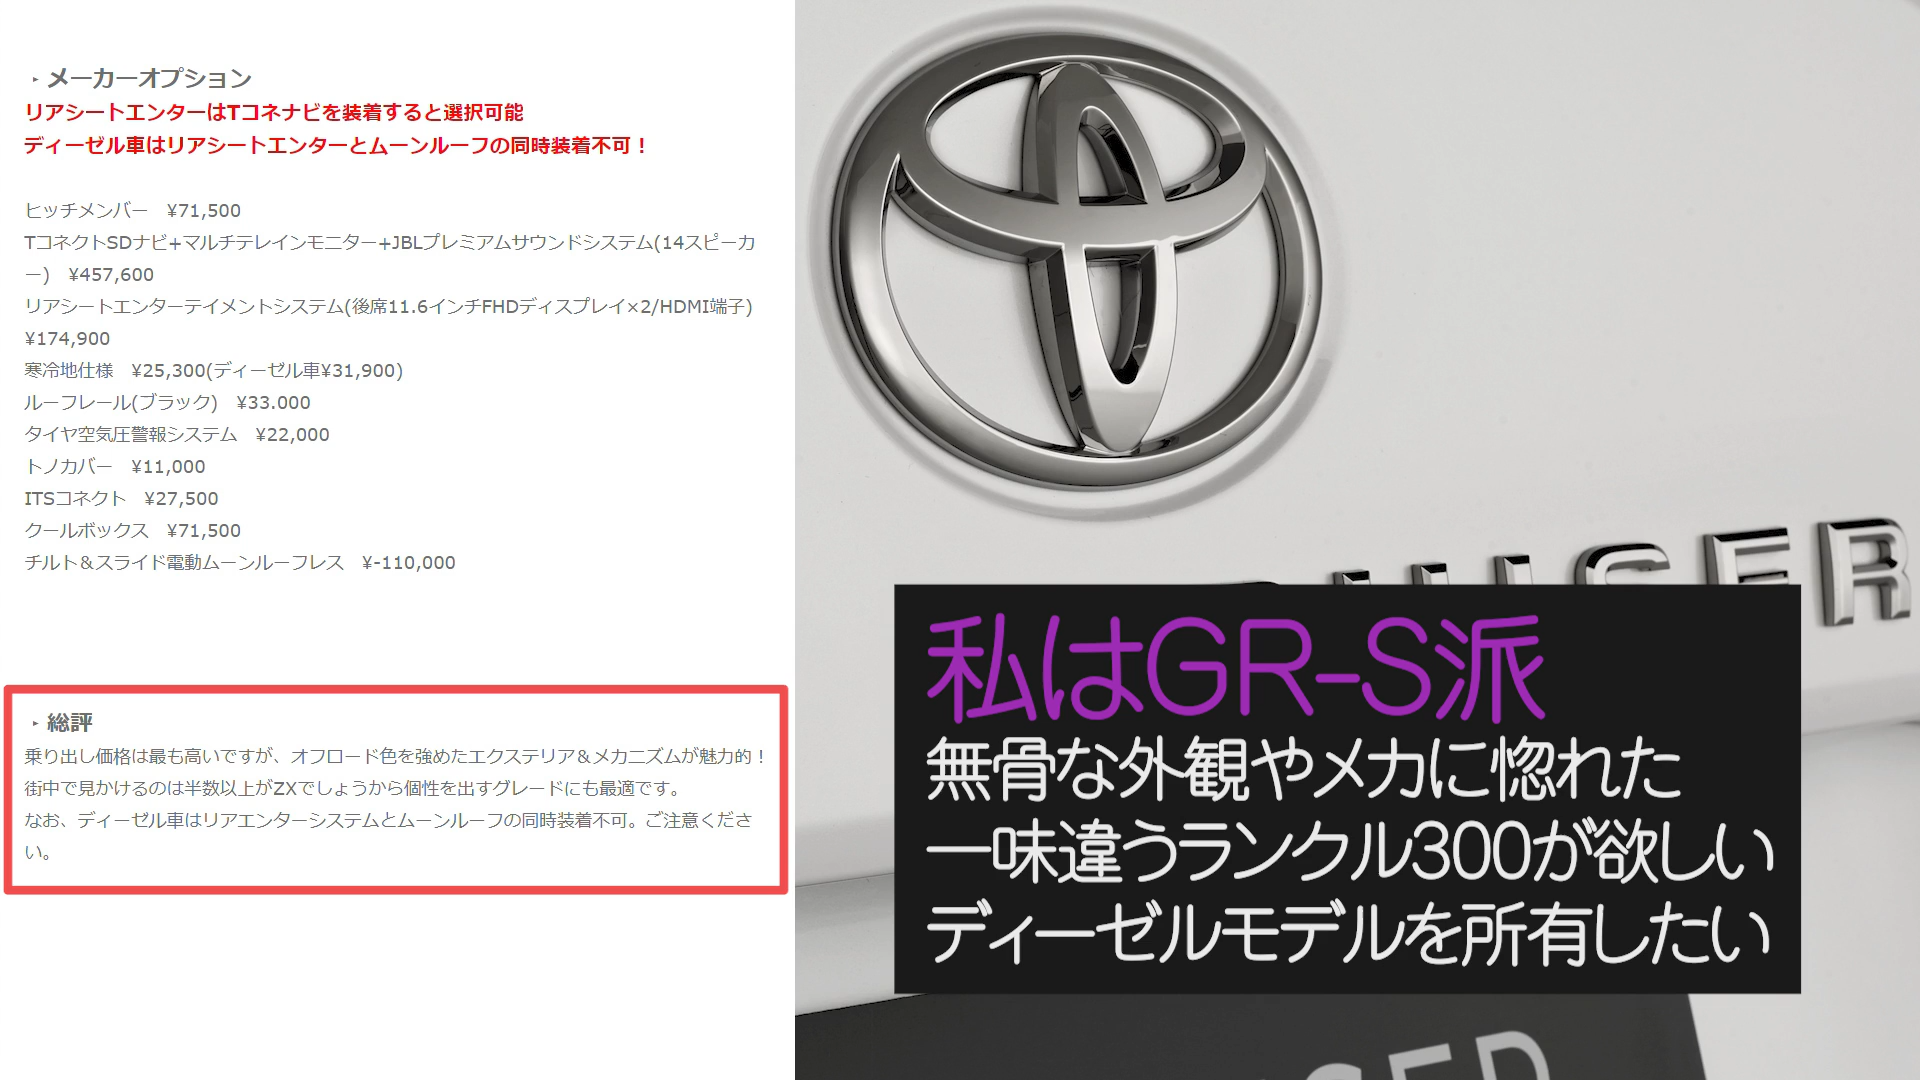 ▸ メーカーオプション
リアシートエンターはTコネナビを装着すると選択可能
ディーゼル車はリアシートエンターとムーンルーフの同時装着不可！
ヒッチメンバー　¥71,500
TコネクトSDナビ+マルチテレインモニター+JBLプレミアムサウンドシステム(14スピーカ
ー)　¥457,600
リアシートエンターテイメントシステム(後席11.6インチFHDディスプレイ×2/HDMI端子)
¥174,900
寒冷地仕様　¥25,300(ディーゼル車¥31,900)
ルーフレール(ブラック)　¥33.000
タイヤ空気圧警報システム　¥22,000
トノカバー　¥11,000
ITSコネクト　¥27,500
クールボックス　¥71,500
チルト＆スライド電動ムーンルーフレス　¥-110,000
▸ 総評
乗り出し価格は最も高いですが、オフロード色を強めたエクステリア＆メカニズムが魅力的！
街中で見かけるのは半数以上がZXでしょうから個性を出すグレードにも最適です。
なお、ディーゼル車はリアエンターシステムとムーンルーフの同時装着不可。ご注意くださ
い。
UISER
私はGR-S派
無骨な外観やメカに惚れた
一味違うランクル300が欲しい
ディーゼルモデルを所有したい